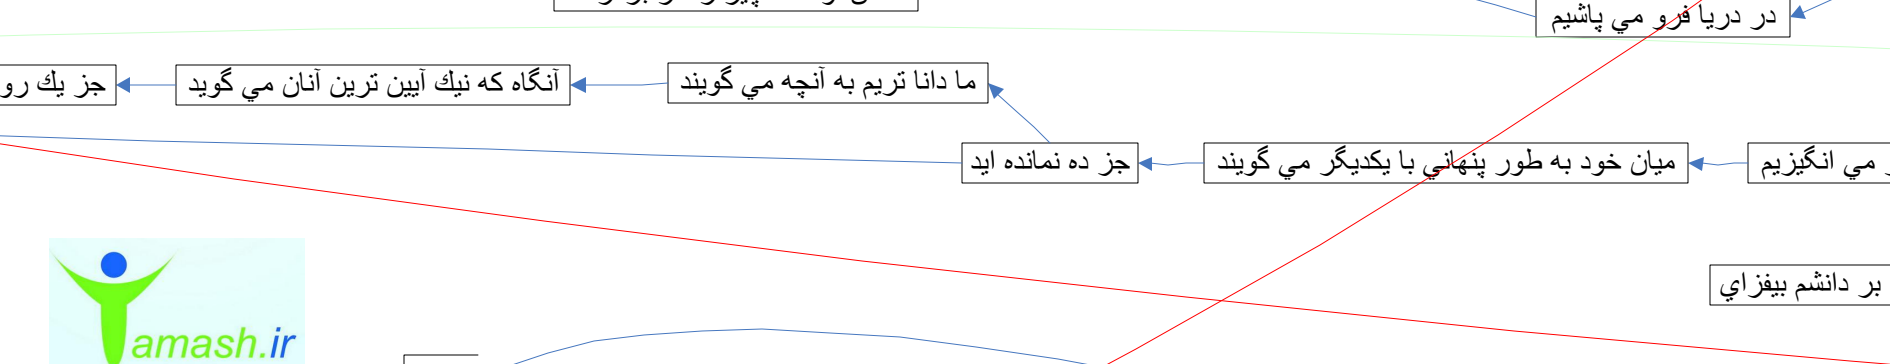 در دريا فرو مي پاشيم
ما دانا تريم به آنچه مي گويند
آنگاه كه نيك آيين ترين آنان مي گويد
جز يك رو
مي انگيزيم
ميان خود به طور پنهاني با يكديگر مي گويند
جز ده نمانده ايد
بر دانشم بيفزاي
amash.ir